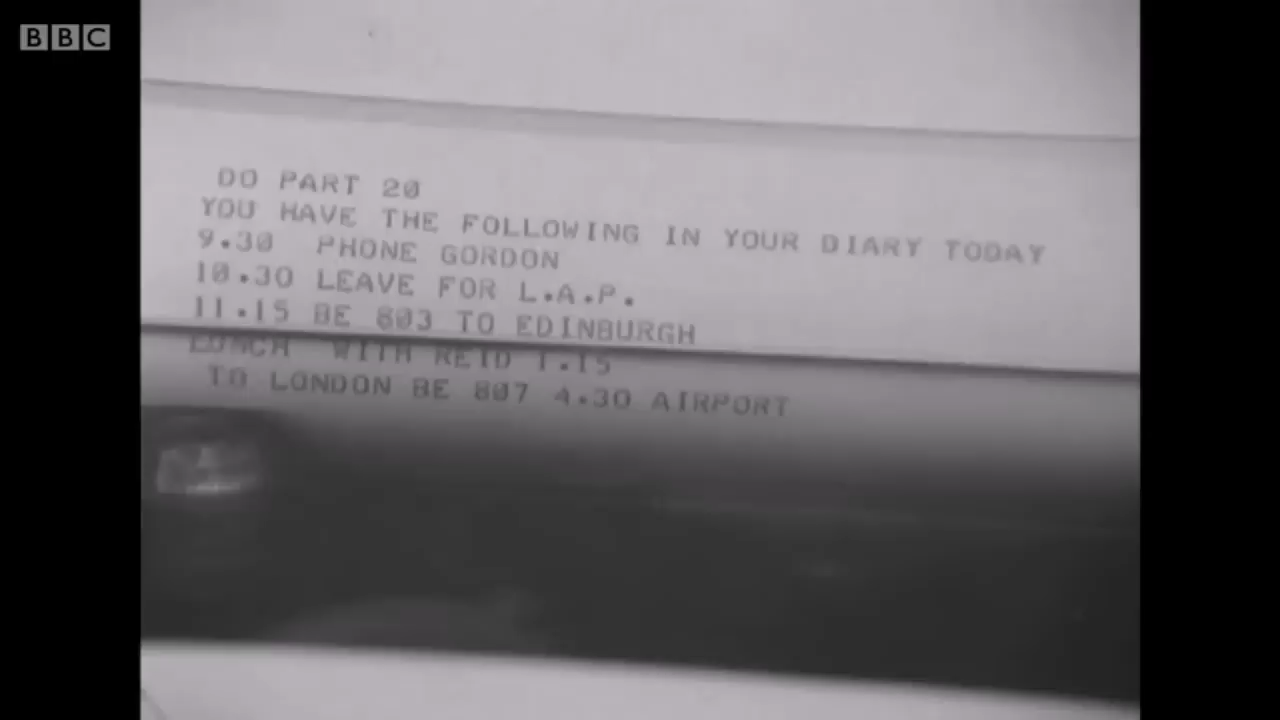 BBC
DO PART 20
YOU HAVE THE FOLLOWING IN YOUR DIARY TODAY
9.30 PHONE GORDON
10.30 LEAVE FOR L.A.P.
11.15 BE 803 TO EDINBURGH
LUNCH WITH REID 1.15
TO LONDON BE 807 4.30 AIRPORT